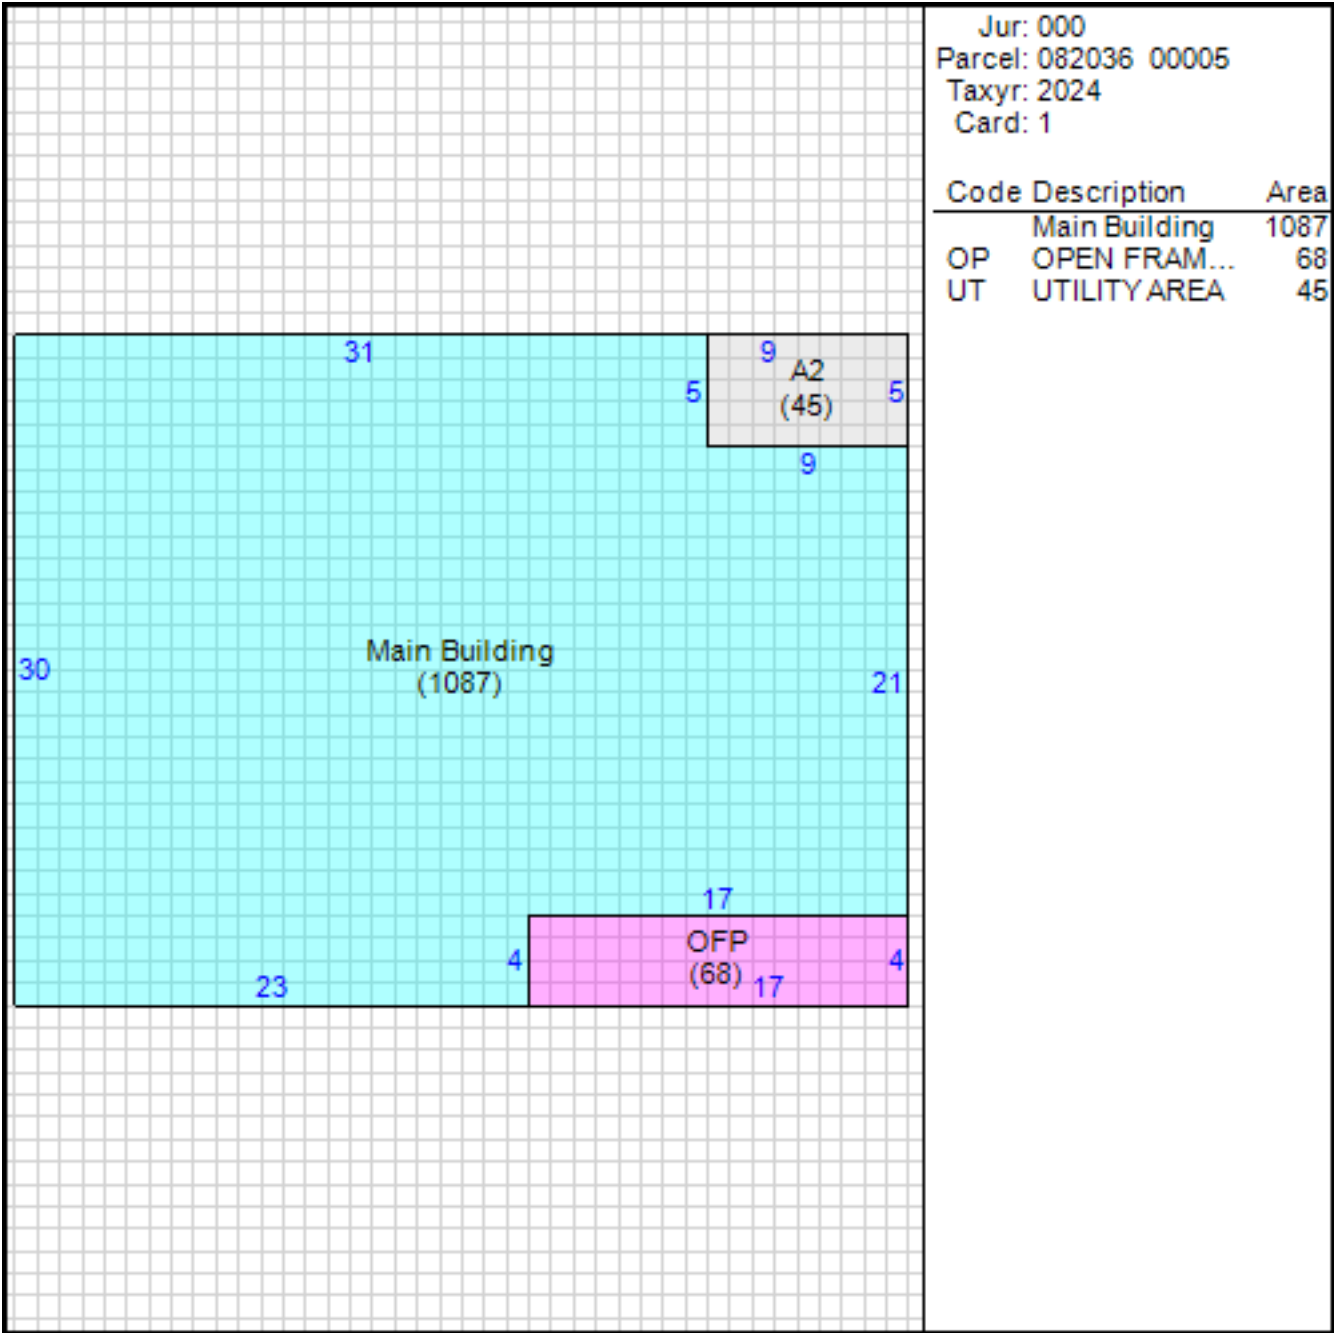 Jur: 000
Parcel: 082036 00005
Taxyr: 2024
Card: 1
Code Description Area
Main Building 1087
OP OPEN FRAM... 68
UT UTILITY AREA 45
31
9
A2
5
5
(45)
9
Main Building
30
(1087)
21
17
OFP
4
4
(68)
23
17